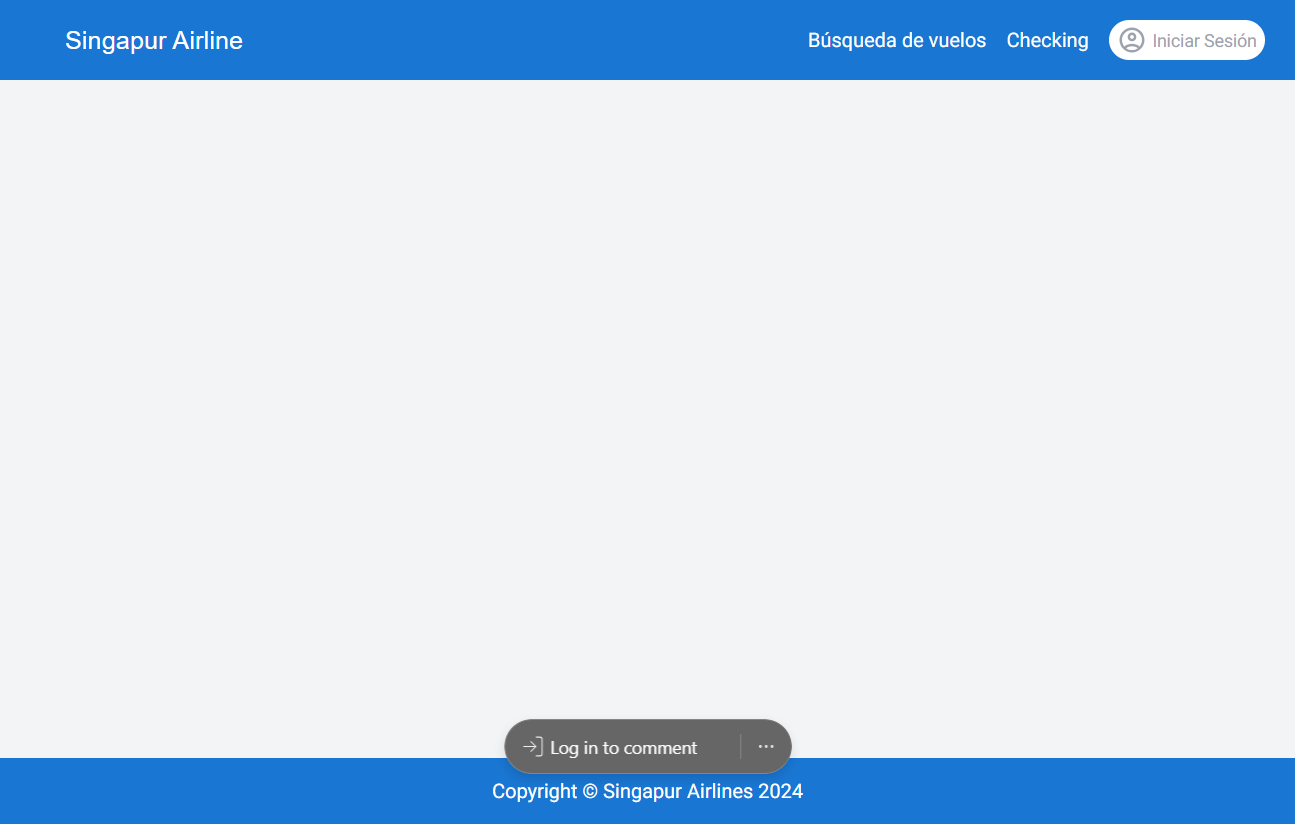 Singapur Airline
Búsqueda de vuelos
Checking
Iniciar Sesión
Log in to comment
Copyright © Singapur Airlines 2024